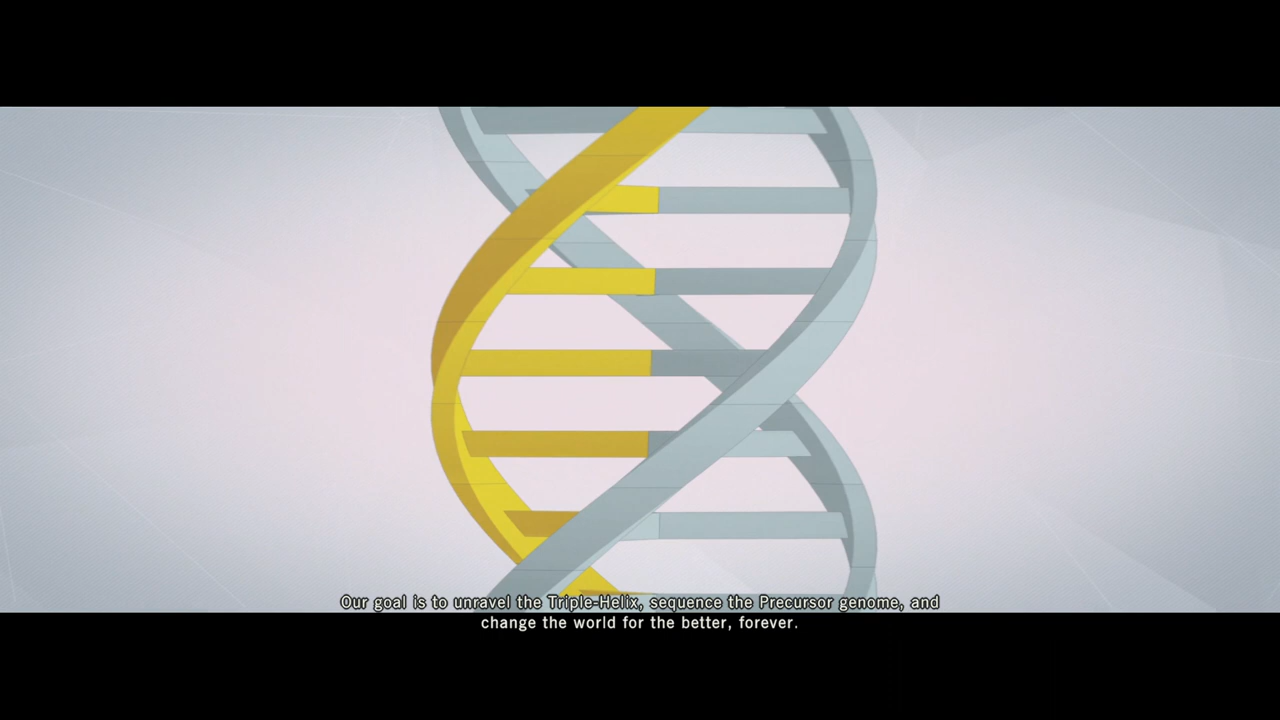 Our goal is to unravel the Triple-Helix, sequence the Precursor genome, and
change the world for the better, forever.